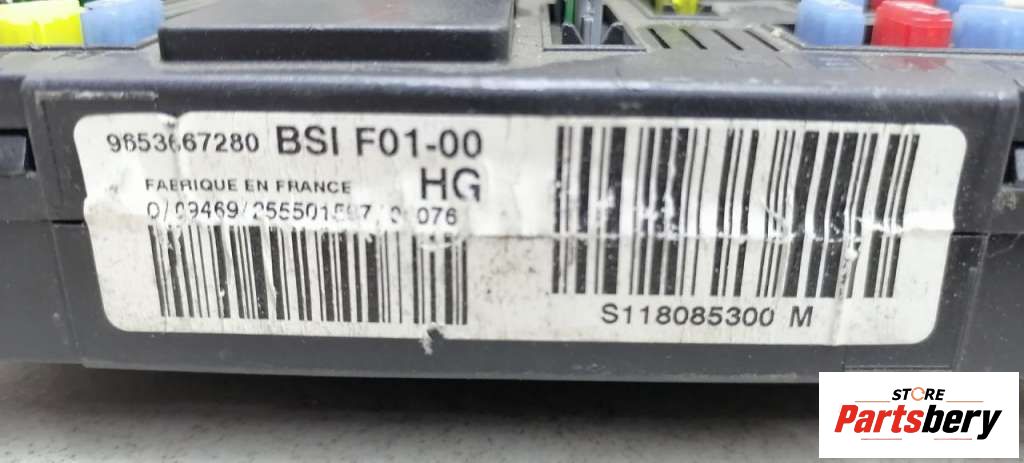 9653667280 BSI F01-00
FABRIQUE EN FRANCE HG
S118085300 M
STORE
Partsbery